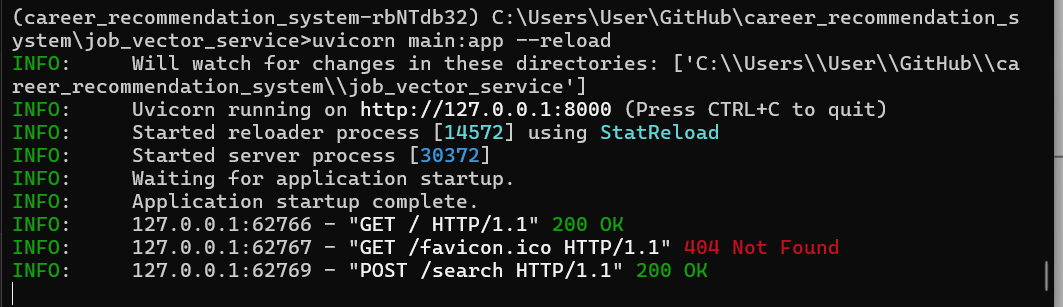 (career_recommendation_system-rbNTdb32) C:\Users\User\GitHub\career_recommendation_s
ystem\job_vector_service>uvicorn main:app --reload
INFO:     Will watch for changes in these directories: ['C:\\Users\\User\\GitHub\\ca
reer_recommendation_system\\job_vector_service']
INFO:     Uvicorn running on http://127.0.0.1:8000 (Press CTRL+C to quit)
INFO:     Started reloader process [14572] using StatReload
INFO:     Started server process [30372]
INFO:     Waiting for application startup.
INFO:     Application startup complete.
INFO:     127.0.0.1:62766 - "GET / HTTP/1.1" 200 OK
INFO:     127.0.0.1:62767 - "GET /favicon.ico HTTP/1.1" 404 Not Found
INFO:     127.0.0.1:62769 - "POST /search HTTP/1.1" 200 OK